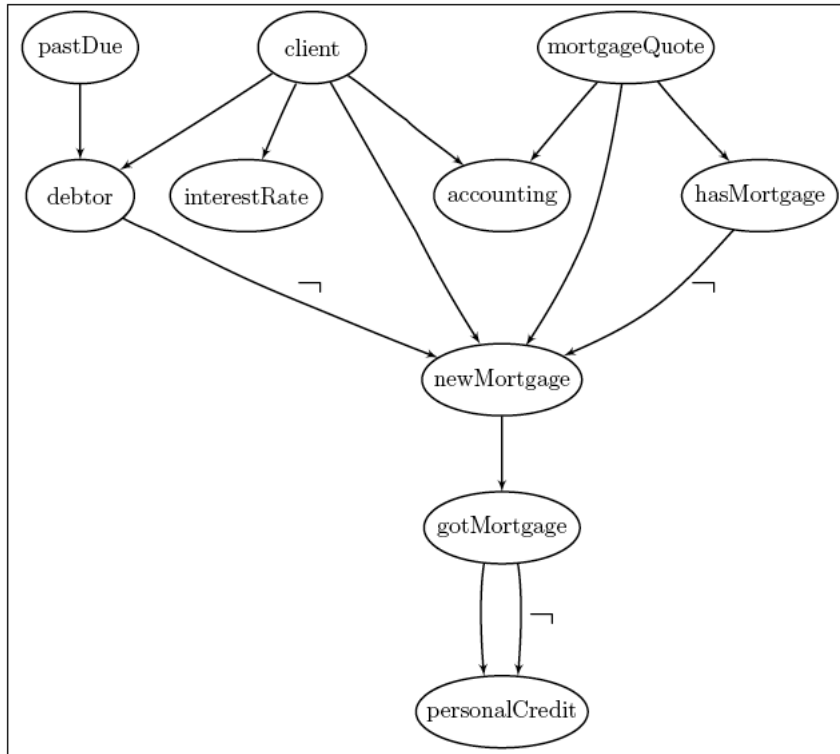 pastDue
client
mortgageQuote
debtor
interestRate
accounting
hasMortgage
¬
¬
newMortgage
gotMortgage
¬
personalCredit